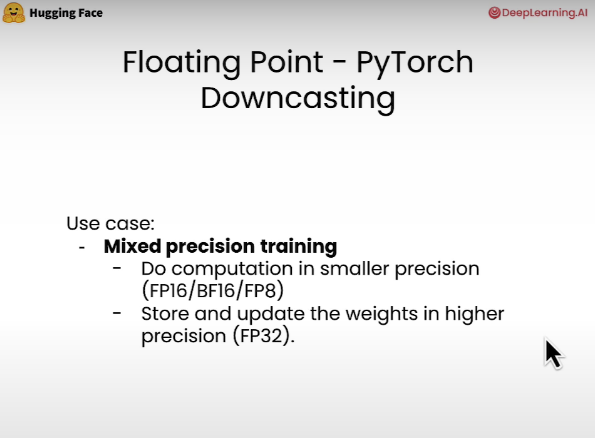 Hugging Face
DeepLearning.AI
Floating Point - PyTorch
Downcasting
Use case:
- Mixed precision training
- Do computation in smaller precision
(FP16/BF16/FP8)
- Store and update the weights in higher
precision (FP32).